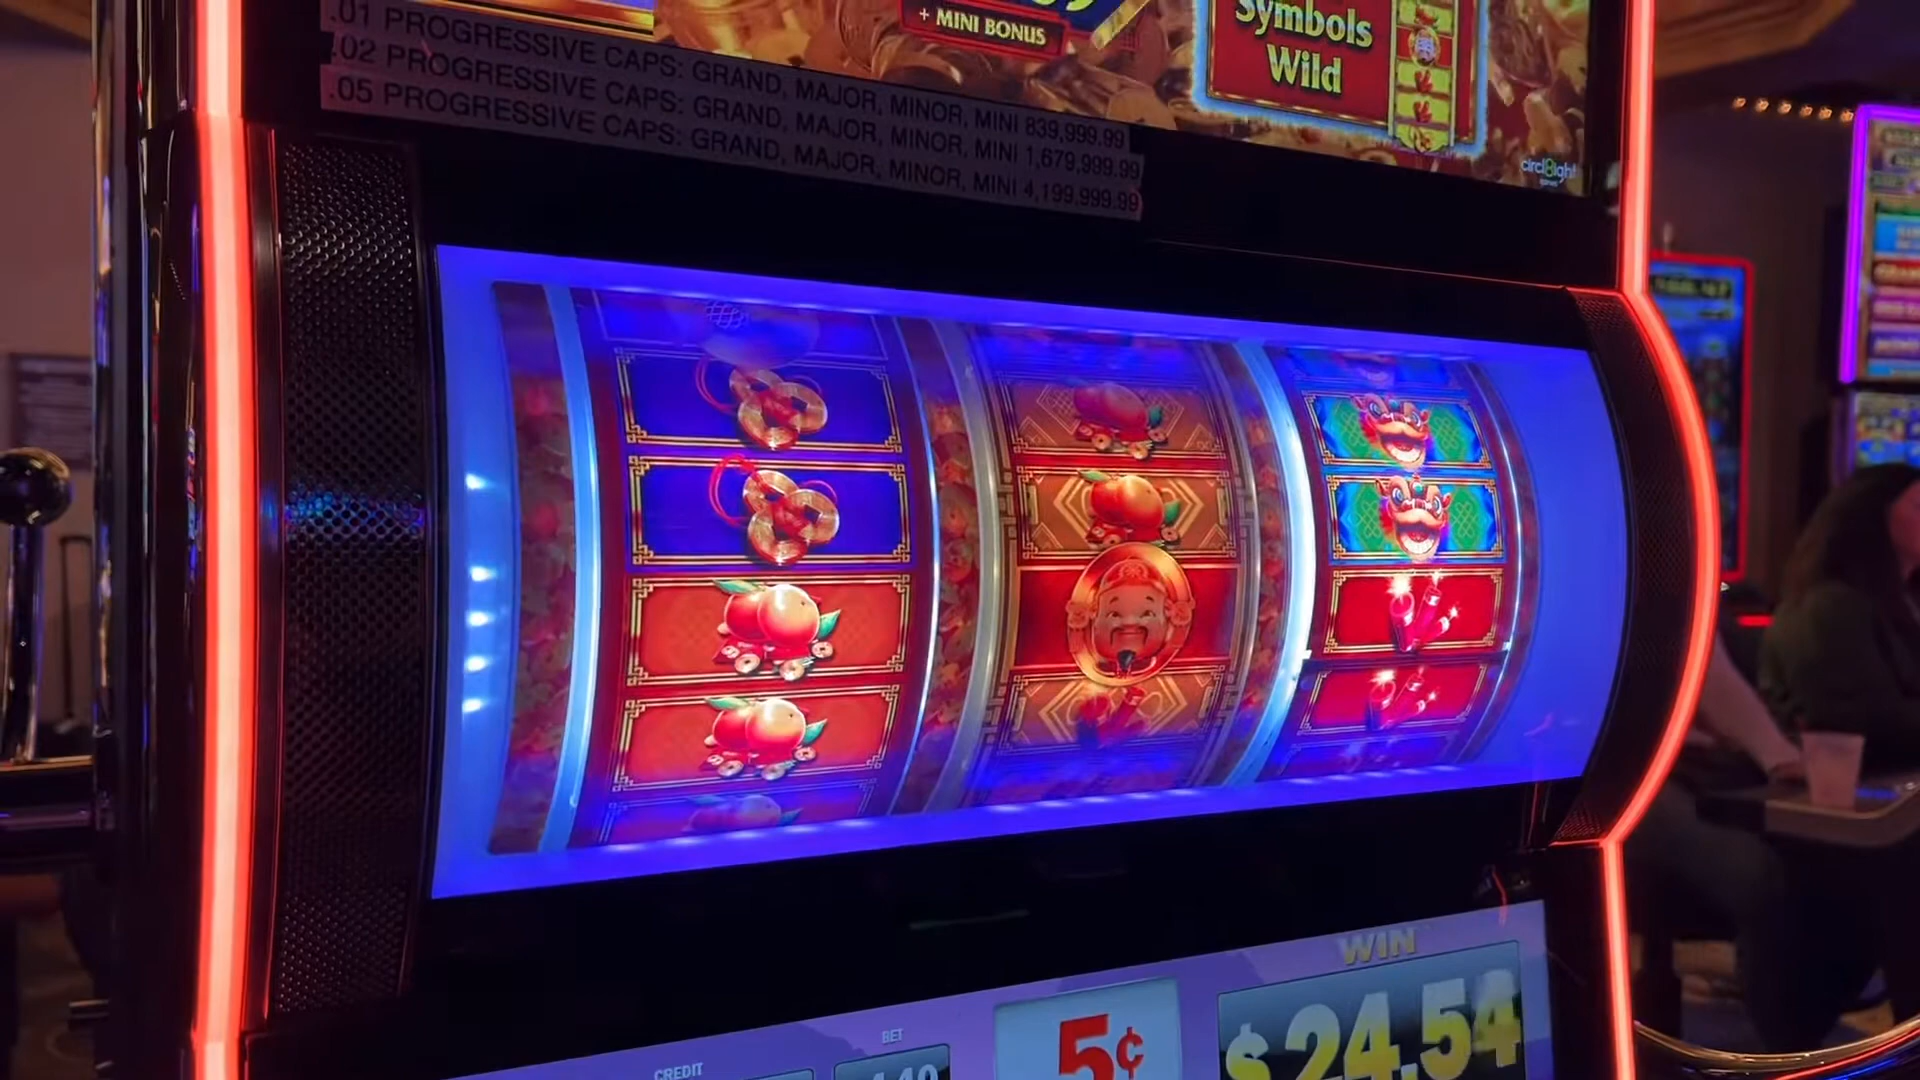 .01 PROGRESSIVE CAPS: GRAND, MAJOR, MINOR, MINI 839,999.99
.02 PROGRESSIVE CAPS: GRAND, MAJOR, MINOR, MINI 1,679,999.99
.05 PROGRESSIVE CAPS: GRAND, MAJOR, MINOR, MINI 4,199,999.99
+ MINI BONUS
Symbols
Wild
circl8ight
WIN
$24.54
5¢
BET
CREDIT